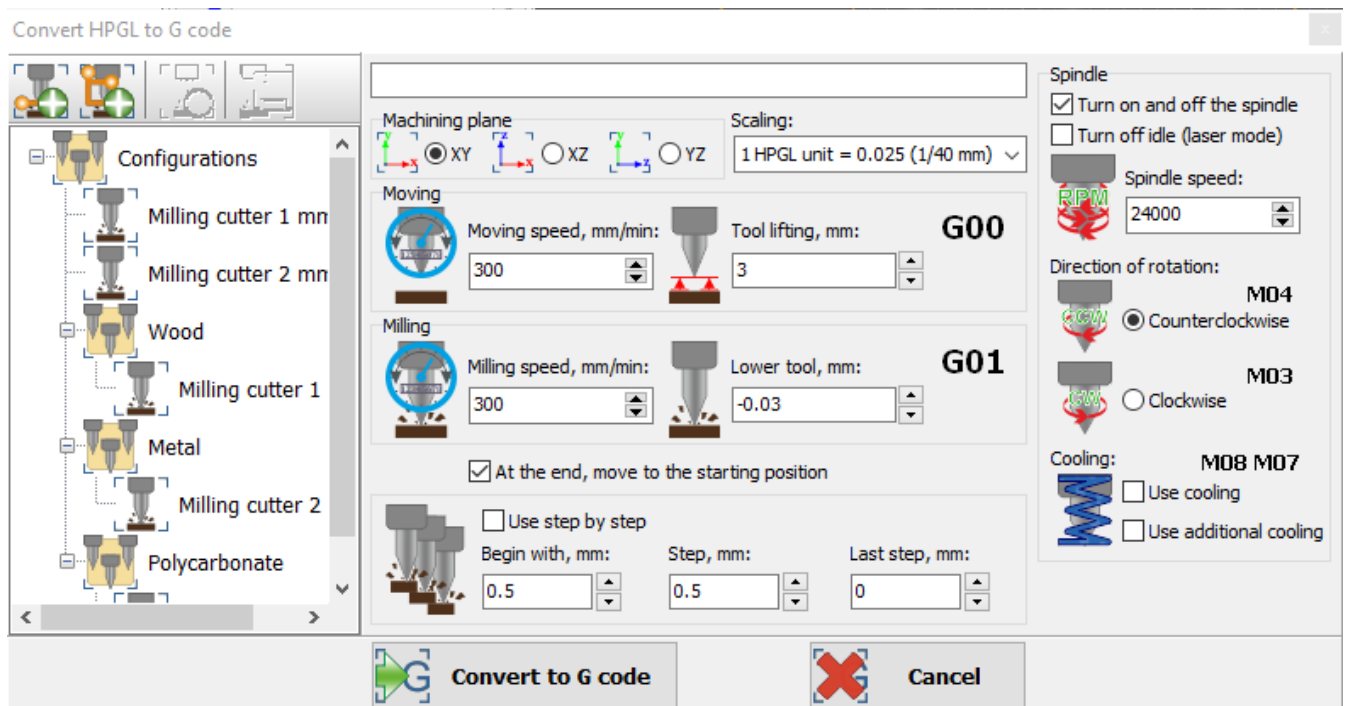 Convert HPGL to G code
x
Configurations
Milling cutter 1 mm
Milling cutter 2 mm
Wood
Milling cutter 1
Metal
Milling cutter 2
Polycarbonate
Machining plane
XY
XZ
YZ
Scaling:
1 HPGL unit = 0.025 (1/40 mm)
Moving
Moving speed, mm/min:
300
Tool lifting, mm:
3
G00
Milling
Milling speed, mm/min:
300
Lower tool, mm:
-0.03
G01
At the end, move to the starting position
Use step by step
Begin with, mm:
0.5
Step, mm:
0.5
Last step, mm:
0
Spindle
Turn on and off the spindle
Turn off idle (laser mode)
RPM
Spindle speed:
24000
Direction of rotation:
M04
CCW
Counterclockwise
M03
CW
Clockwise
Cooling:
M08 M07
Use cooling
Use additional cooling
G
Convert to G code
G
Cancel